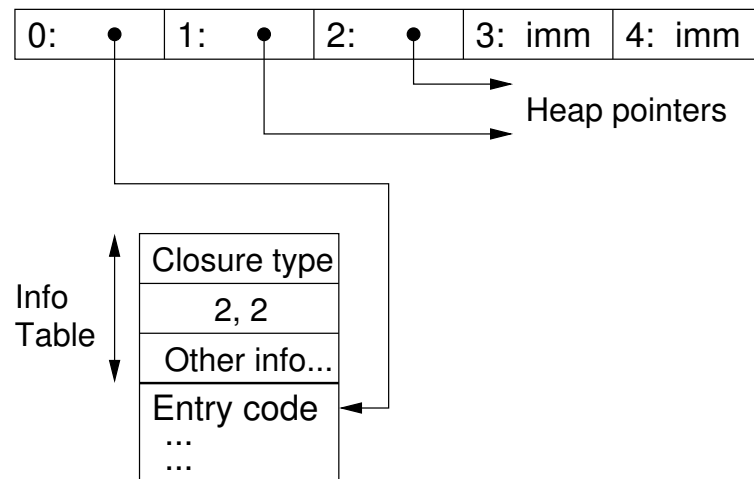 0: 1: 2: 3: imm 4: imm
Heap pointers
Info
Table
Closure type
2, 2
Other info...
Entry code
...
...